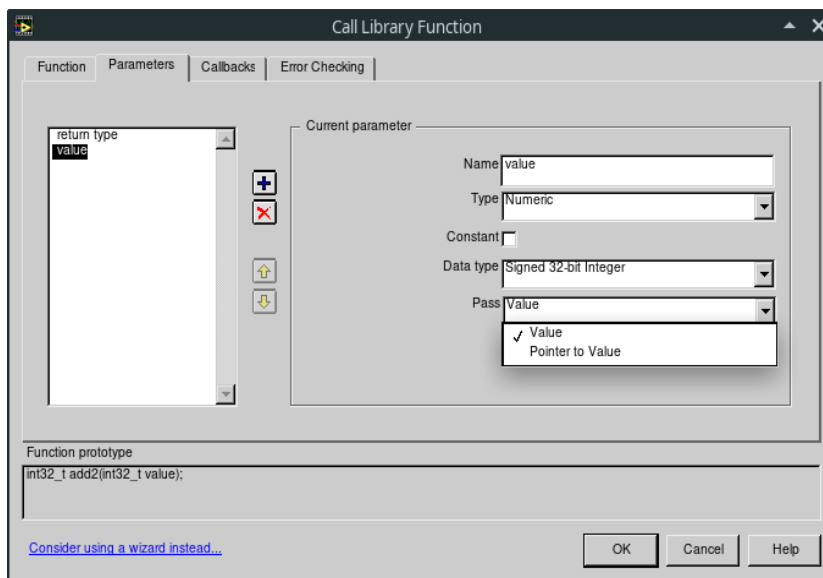 Call Library Function
Function Parameters Callbacks Error Checking
return type
value
Current parameter
Name value
Type Numeric
Constant
Data type Signed 32-bit Integer
Pass Value
Value
Pointer to Value
Function prototype
int32_t add2(int32_t value);
Consider using a wizard instead...
OK Cancel Help